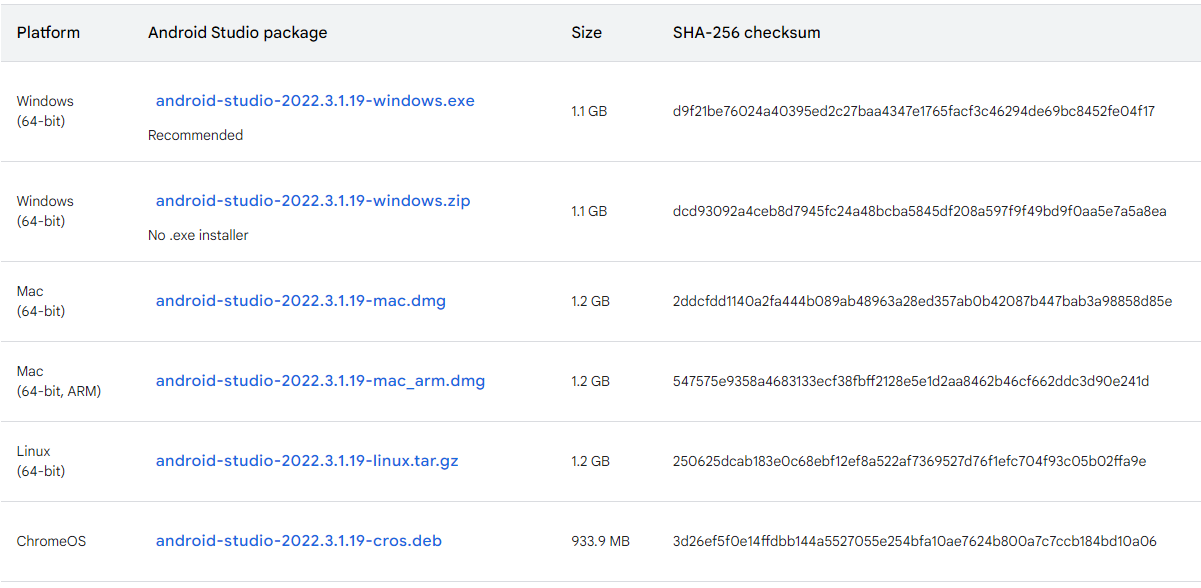 Platform Android Studio package Size SHA-256 checksum
Windows
(64-bit)
android-studio-2022.3.1.19-windows.exe
Recommended
1.1 GB
d9f21be76024a40395ed2c27baa4347e1765facf3c46294de69bc8452fe04f17
Windows
(64-bit)
android-studio-2022.3.1.19-windows.zip
No .exe installer
1.1 GB
dcd93092a4ceb8d7945fc24a48bcba5845df208a597f9f49bd9f0aa5e7a5a8ea
Mac
(64-bit)
android-studio-2022.3.1.19-mac.dmg
1.2 GB
2ddcfdd1140a2fa444b089ab48963a28ed357ab0b42087b447bab3a98858d85e
Mac
(64-bit, ARM)
android-studio-2022.3.1.19-mac_arm.dmg
1.2 GB
547575e9358a4683133ecf38fbff2128e5e1d2aa8462b46cf662ddc3d90e241d
Linux
(64-bit)
android-studio-2022.3.1.19-linux.tar.gz
1.2 GB
250625dcab183e0c68ebf12ef8a522af7369527d76f1efc704f93c05b02ffa9e
ChromeOS
android-studio-2022.3.1.19-cros.deb
933.9 MB
3d26ef5f0e14ffdbb144a5527055e254bfa10ae7624b800a7c7ccb184bd10a06